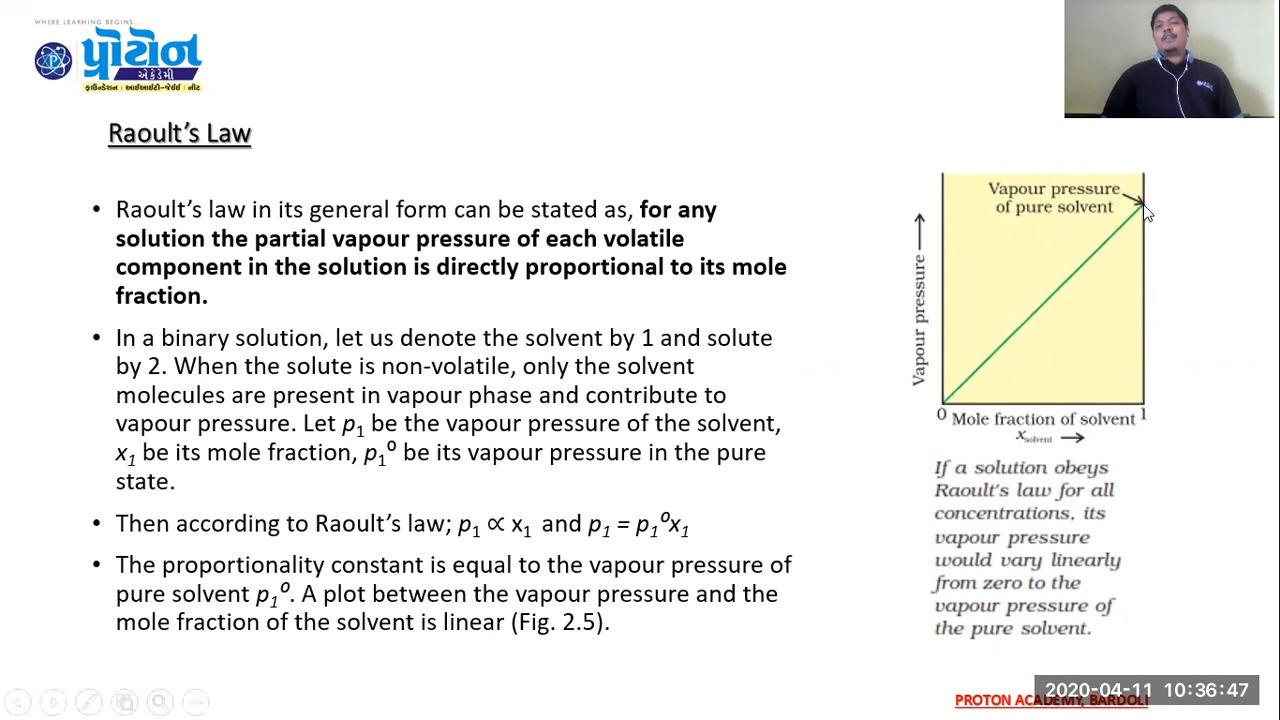 WHERE LEARNING BEGINS...
પ્રોટોન
એકેડેમી
ફાઉન્ડેશન : આઈઆઈટી-જેઈઈ : નીટ
Raoult's Law
• Raoult's law in its general form can be stated as, for any
solution the partial vapour pressure of each volatile
component in the solution is directly proportional to its mole
fraction.
• In a binary solution, let us denote the solvent by 1 and solute
by 2. When the solute is non-volatile, only the solvent
molecules are present in vapour phase and contribute to
vapour pressure. Let p₁ be the vapour pressure of the solvent,
x₁ be its mole fraction, p₁⁰ be its vapour pressure in the pure
state.
• Then according to Raoult's law; p₁ ∝ x₁ and p₁ = p₁⁰x₁
• The proportionality constant is equal to the vapour pressure of
pure solvent p₁⁰. A plot between the vapour pressure and the
mole fraction of the solvent is linear (Fig. 2.5).
Vapour pressure
of pure solvent
Vapour pressure
0 Mole fraction of solvent 1
x solvent
If a solution obeys
Raoult's law for all
concentrations, its
vapour pressure
would vary linearly
from zero to the
vapour pressure of
the pure solvent.
2020-04-11 10:36:47
PROTON ACADEMY, BARDOLI